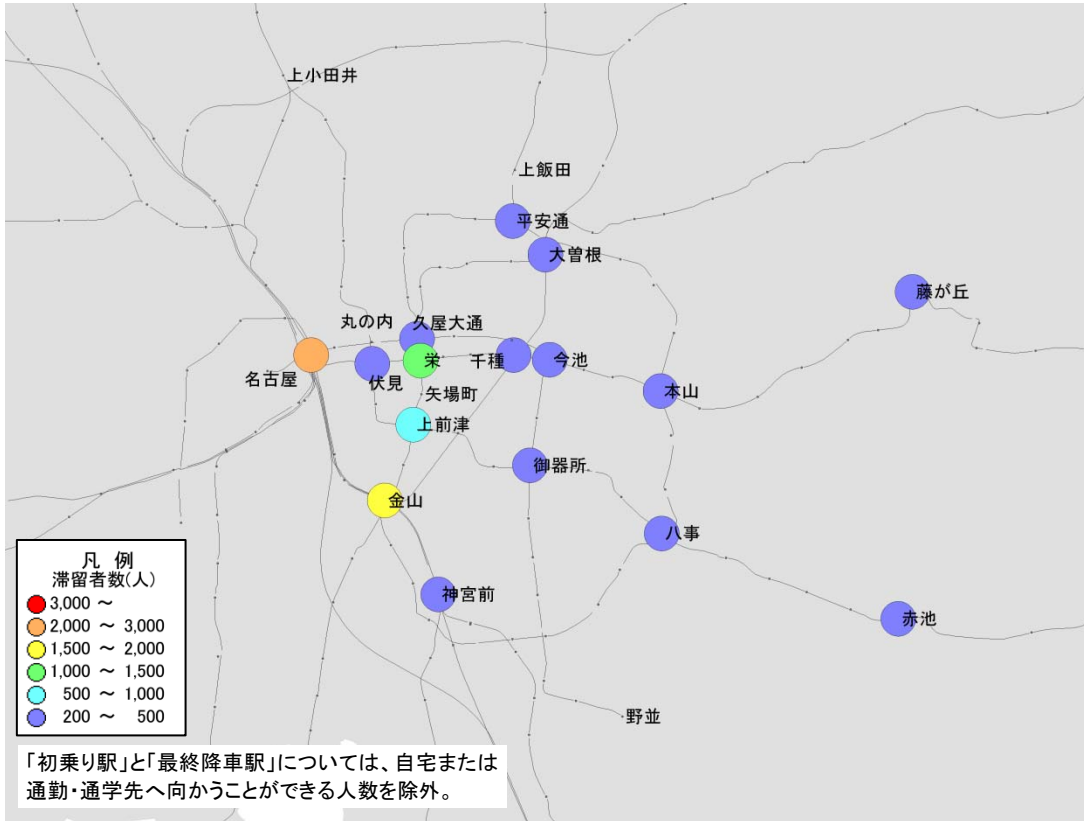 上小田井
上飯田
平安通
大曽根
藤が丘
丸の内
久屋大通
名古屋
伏見
栄
千種
今池
本山
矢場町
上前津
御器所
金山
八事
神宮前
赤池
野並
凡 例
滞留者数(人)
3,000 ～
2,000 ～ 3,000
1,500 ～ 2,000
1,000 ～ 1,500
500 ～ 1,000
200 ～ 500
「初乗り駅」と「最終降車駅」については、自宅または
通勤・通学先へ向かうことができる人数を除外。